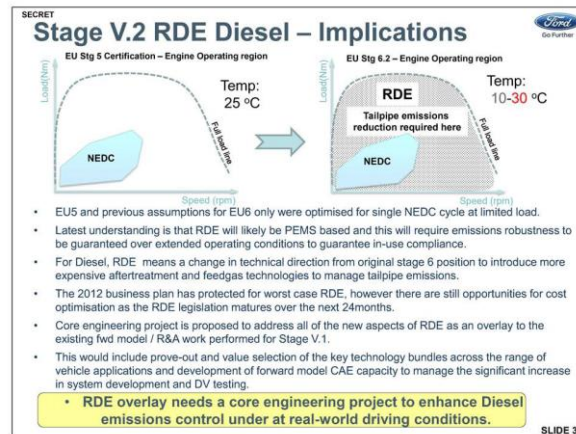 SECRET
Stage V.2 RDE Diesel – Implications
Ford
Go Further
EU Stg 5 Certification – Engine Operating region
EU Stg 6.2 – Engine Operating region
Load(Nm)
Temp:
25 °C
NEDC
Full load line
Speed (rpm)
Load(Nm)
RDE
Tailpipe emissions
reduction required here
NEDC
Full load line
Speed (rpm)
Temp:
10-30 °C
• EU5 and previous assumptions for EU6 only were optimised for single NEDC cycle at limited load.
• Latest understanding is that RDE will likely be PEMS based and this will require emissions robustness to
be guaranteed over extended operating conditions to guarantee in-use compliance.
• For Diesel, RDE means a change in technical direction from original stage 6 position to introduce more
expensive aftertreatment and feedgas technologies to manage tailpipe emissions.
• The 2012 business plan has protected for worst case RDE, however there are still opportunities for cost
optimisation as the RDE legislation matures over the next 24months.
• Core engineering project is proposed to address all of the new aspects of RDE as an overlay to the
existing fwd model / R&A work performed for Stage V.1.
• This would include prove-out and value selection of the key technology bundles across the range of
vehicle applications and development of forward model CAE capacity to manage the significant increase
in system development and DV testing.
• RDE overlay needs a core engineering project to enhance Diesel
emissions control under at real-world driving conditions.
SLIDE 3